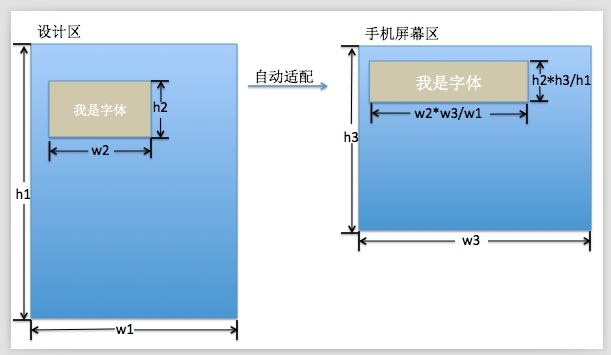 设计区
手机屏幕区
我是字体
h2
w2
h1
w1
自动适配
我是字体
h2*h3/h1
w2*w3/w1
h3
w3